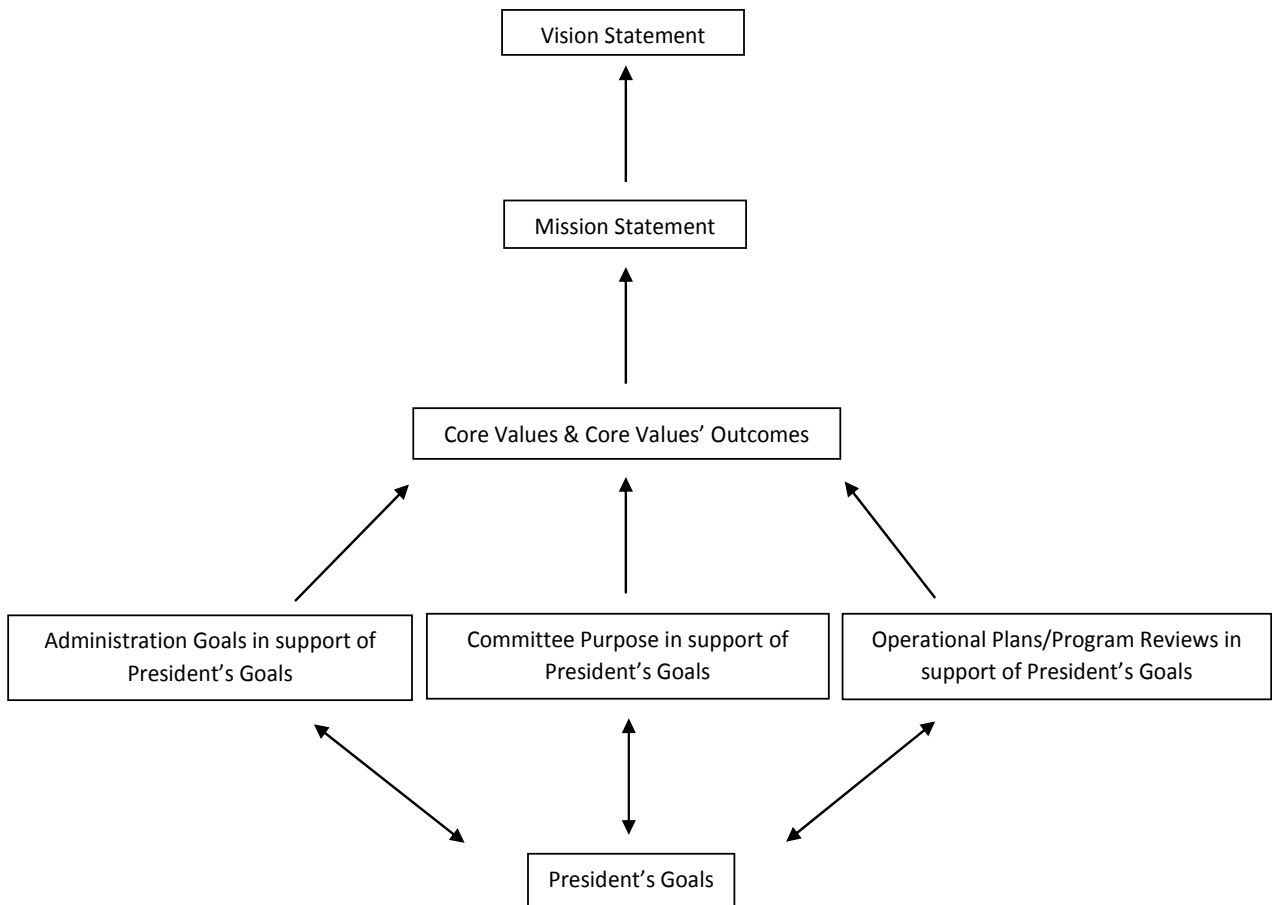 Vision Statement
Mission Statement
Core Values & Core Values’ Outcomes
Administration Goals in support of
President’s Goals
Committee Purpose in support of
President’s Goals
Operational Plans/Program Reviews in
support of President’s Goals
President’s Goals